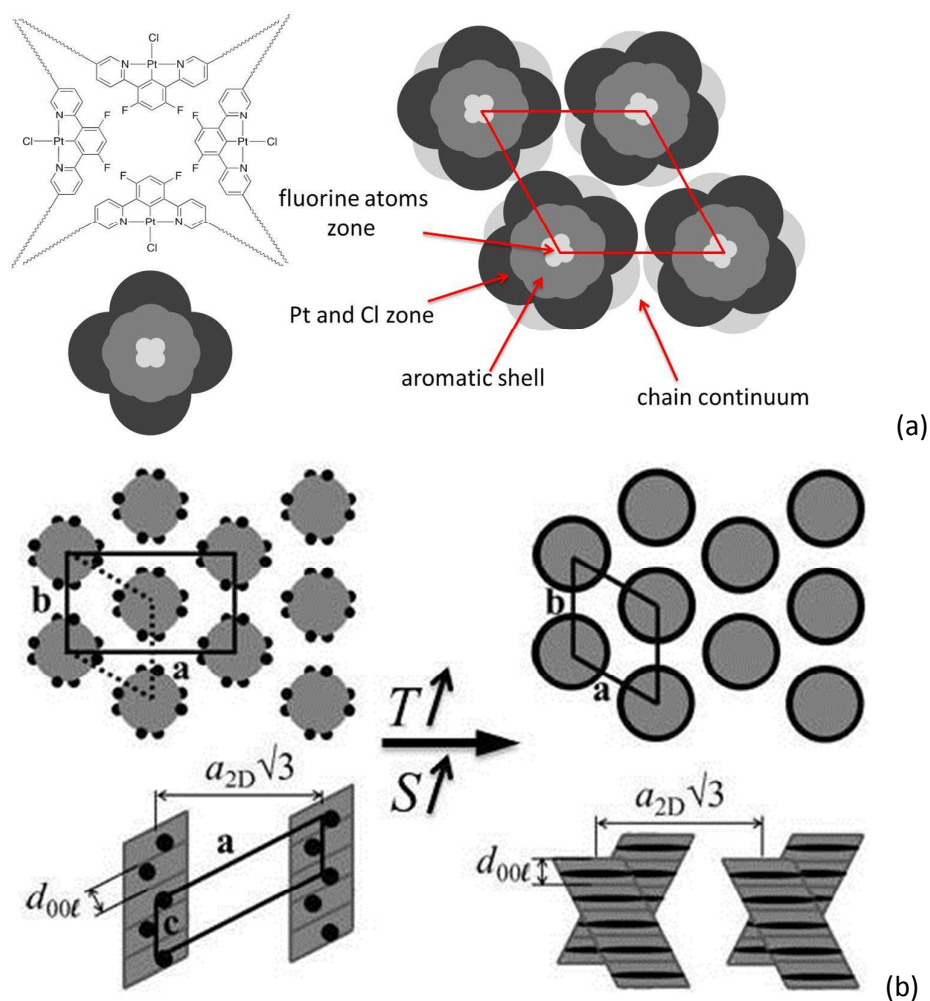 Cl
N Pt N
F F
F F
N N
Cl Pt Pt Cl
N N
F F
F F
N Pt N
Cl
fluorine atoms
zone
Pt and Cl zone
aromatic shell
chain continuum
(a)
b
a
T
S
b
a
a2D√3
a
d00ℓ
c
a2D√3
d00ℓ
(b)